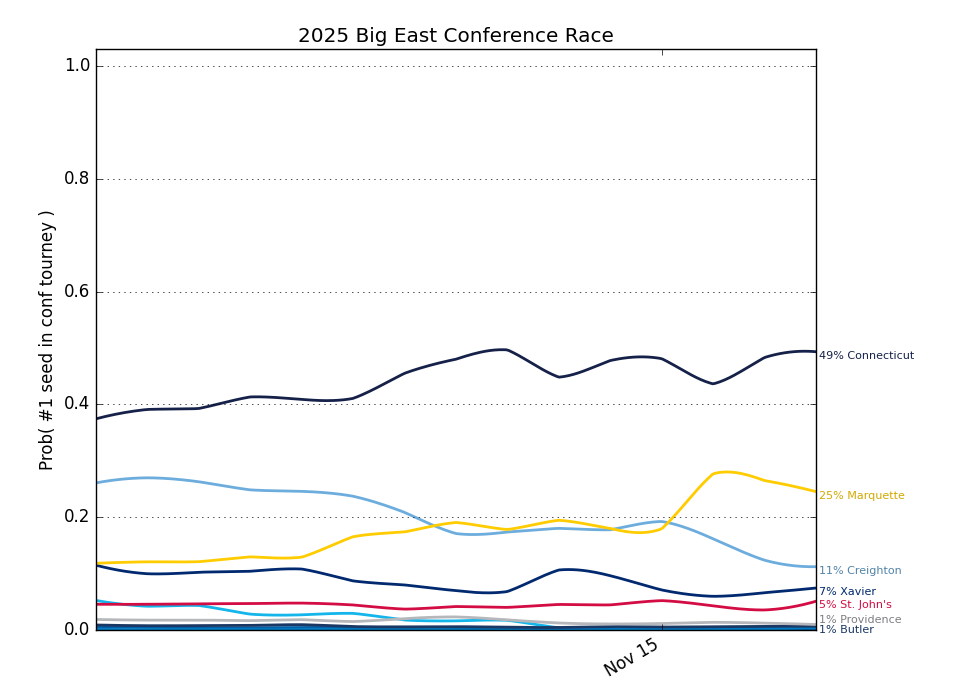 2025 Big East Conference Race
Prob( #1 seed in conf tourney )
1.0
0.8
0.6
0.4
0.2
0.0
Nov 15
49% Connecticut
25% Marquette
11% Creighton
7% Xavier
5% St. John's
1% Providence
1% Butler